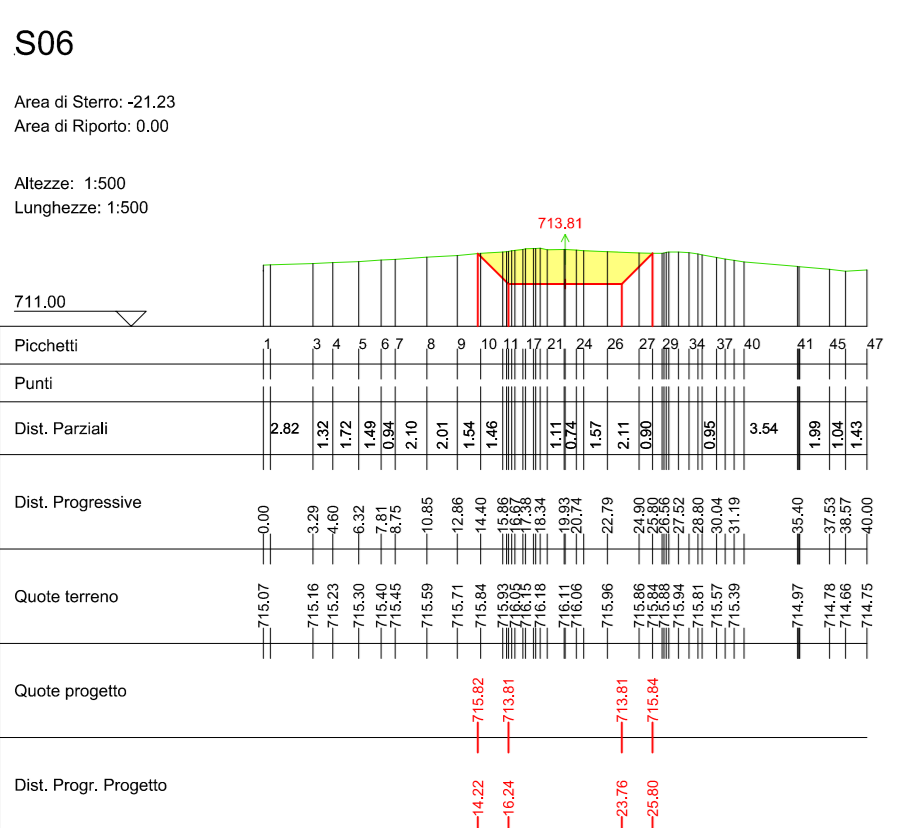 S06
Area di Sterro: -21.23
Area di Riporto: 0.00
Altezze: 1:500
Lunghezze: 1:500
713.81
711.00
Picchetti 1 3 4 5 6 7 8 9 10 11 17 21 24 26 27 29 34 37 40 41 45 47
Punti
Dist. Parziali 2.82 1.32 1.72 1.49 0.94 2.10 2.01 1.54 1.46 1.11 0.74 1.57 2.11 0.90 0.95 3.54 1.99 1.04 1.43
Dist. Progressive 0.00 3.29 4.60 6.32 7.81 8.75 10.85 12.86 14.40 15.86 16.67 17.38 18.34 19.93 20.74 22.79 24.90 25.80 26.56 27.52 28.80 30.04 31.19 35.40 37.53 38.57 40.00
Quote terreno 715.07 715.16 715.23 715.30 715.40 715.45 715.59 715.71 715.84 715.93 716.05 716.15 716.18 716.11 716.06 715.96 715.86 715.84 715.88 715.94 715.81 715.57 715.39 714.97 714.78 714.66 714.75
Quote progetto 715.82 713.81 713.81 715.84
Dist. Progr. Progetto 14.22 16.24 23.76 25.80